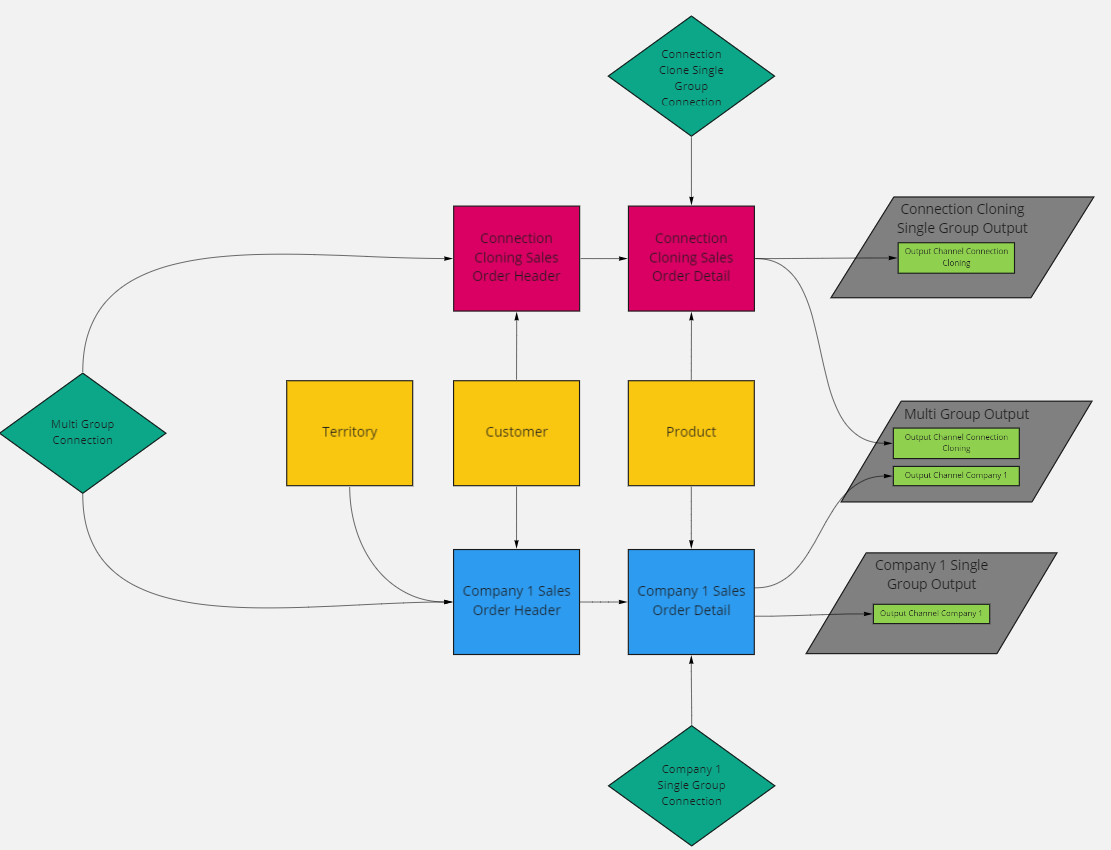 Connection
Clone Single
Group
Connection
Connection Cloning
Single Group Output
Output Channel Connection
Cloning
Connection
Cloning Sales
Order Header
Connection
Cloning Sales
Order Detail
Multi Group
Connection
Territory
Customer
Product
Multi Group Output
Output Channel Connection
Cloning
Output Channel Company 1
Company 1 Sales
Order Header
Company 1 Sales
Order Detail
Company 1 Single
Group Output
Output Channel Company 1
Company 1
Single Group
Connection